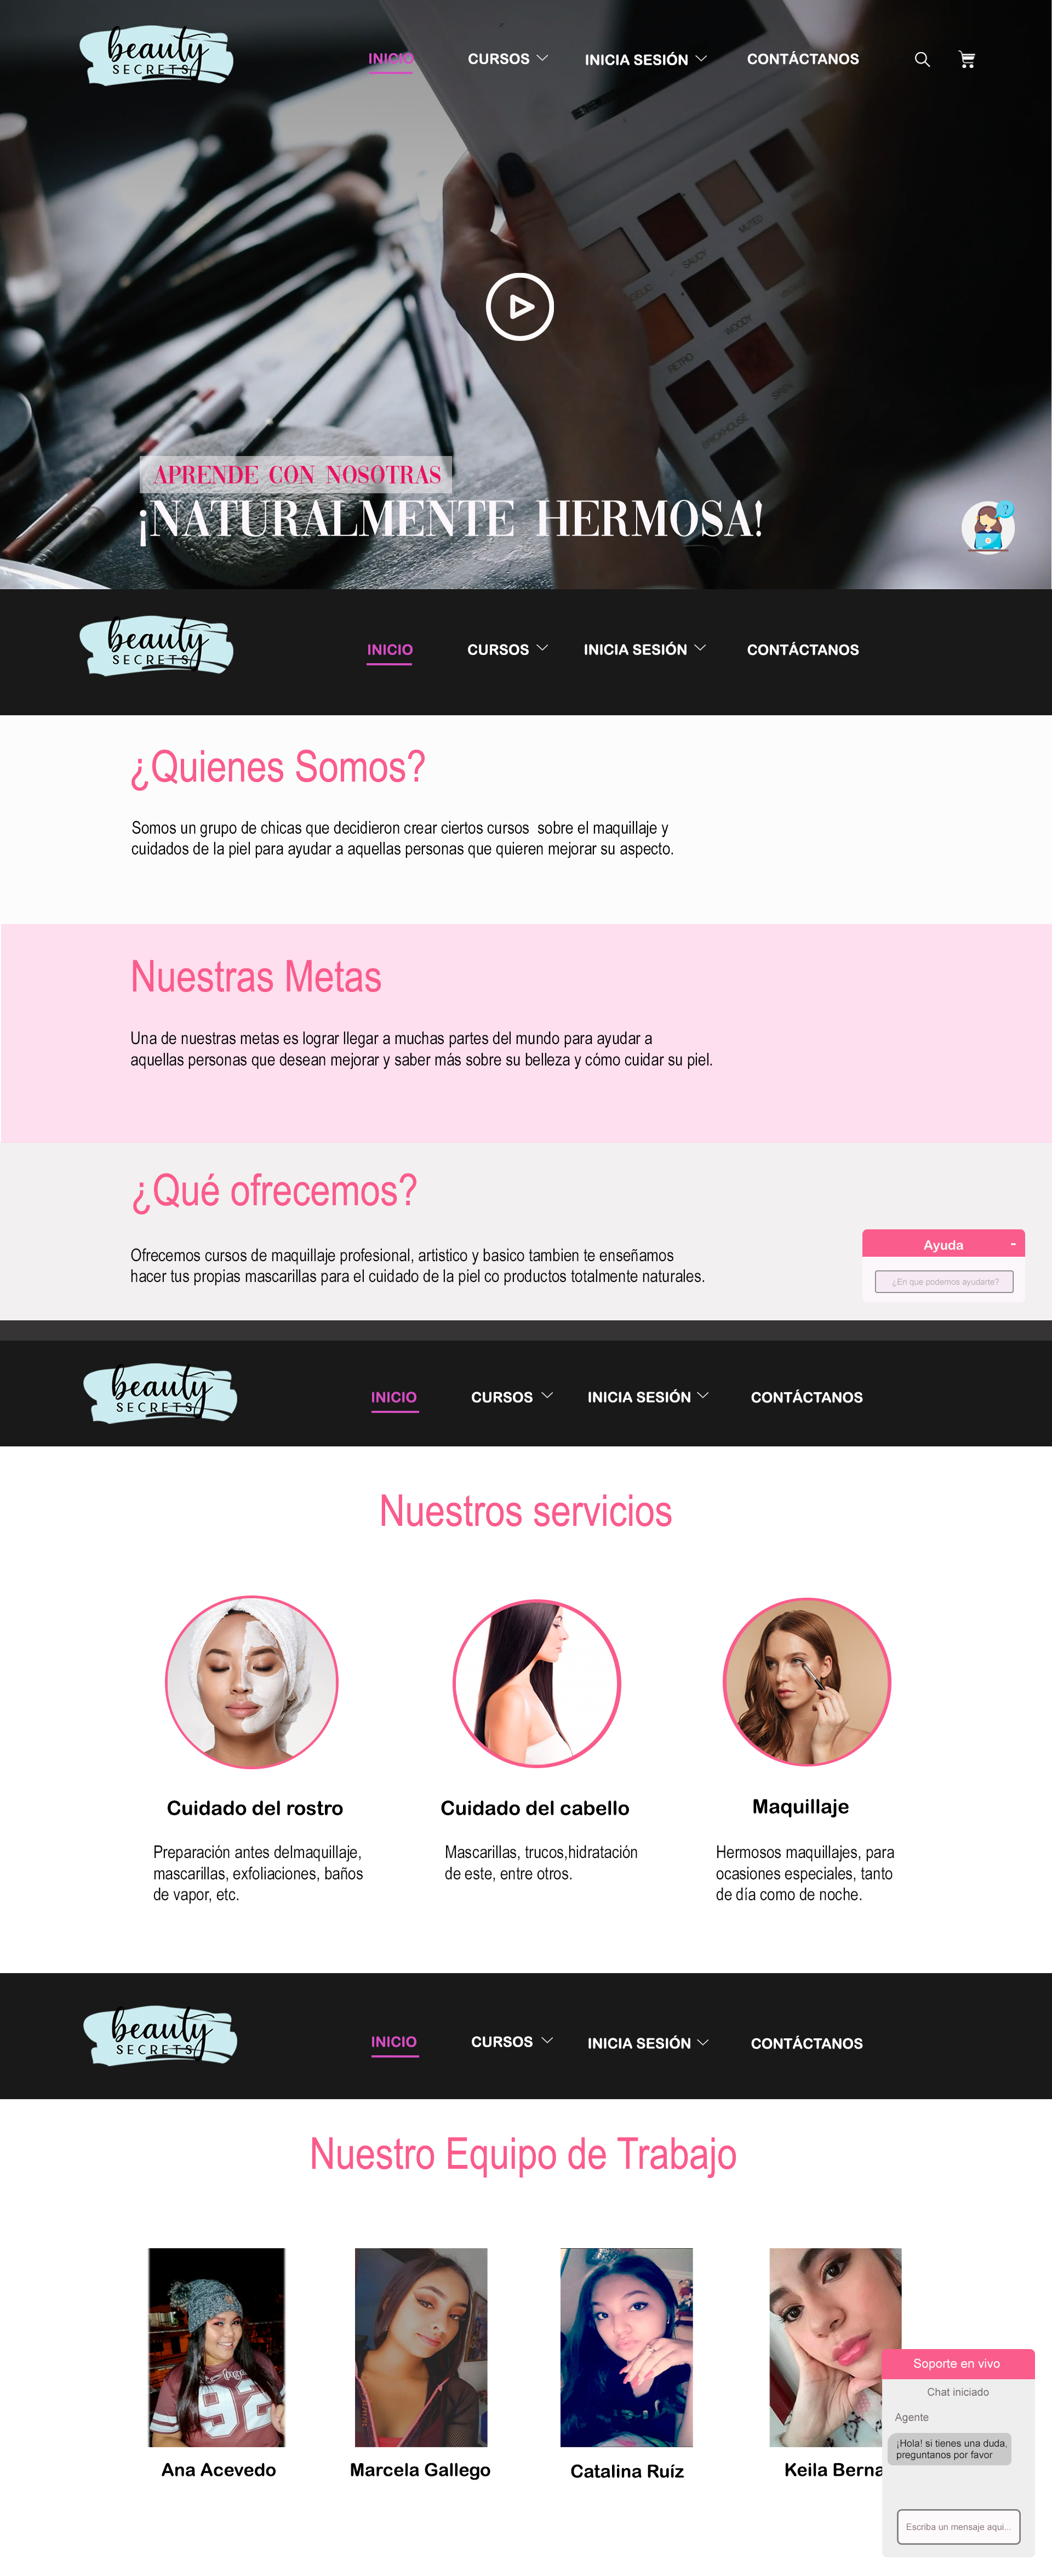 beauty
SECRETS
INICIO CURSOS INICIA SESIÓN CONTÁCTANOS
MUTED
SAUCY
WOODY
RETRO
SIREN
BRICKHOUSE
APRENDE CON NOSOTRAS
¡NATURALMENTE HERMOSA!
?
beauty
SECRETS
INICIO CURSOS INICIA SESIÓN CONTÁCTANOS
¿Quienes Somos?
Somos un grupo de chicas que decidieron crear ciertos cursos sobre el maquillaje y
cuidados de la piel para ayudar a aquellas personas que quieren mejorar su aspecto.
Nuestras Metas
Una de nuestras metas es lograr llegar a muchas partes del mundo para ayudar a
aquellas personas que desean mejorar y saber más sobre su belleza y cómo cuidar su piel.
¿Qué ofrecemos?
Ofrecemos cursos de maquillaje profesional, artistico y basico tambien te enseñamos
hacer tus propias mascarillas para el cuidado de la piel co productos totalmente naturales.
Ayuda -
¿En que podemos ayudarte?
beauty
SECRETS
INICIO CURSOS INICIA SESIÓN CONTÁCTANOS
Nuestros servicios
Cuidado del rostro
Preparación antes delmaquillaje,
mascarillas, exfoliaciones, baños
de vapor, etc.
Cuidado del cabello
Mascarillas, trucos,hidratación
de este, entre otros.
Maquillaje
Hermosos maquillajes, para
ocasiones especiales, tanto
de día como de noche.
beauty
SECRETS
INICIO CURSOS INICIA SESIÓN CONTÁCTANOS
Nuestro Equipo de Trabajo
92
Ana Acevedo
Marcela Gallego
Catalina Ruíz
Keila Berna
Soporte en vivo
Chat iniciado
Agente
¡Hola! si tienes una duda,
preguntanos por favor
Escriba un mensaje aqui...